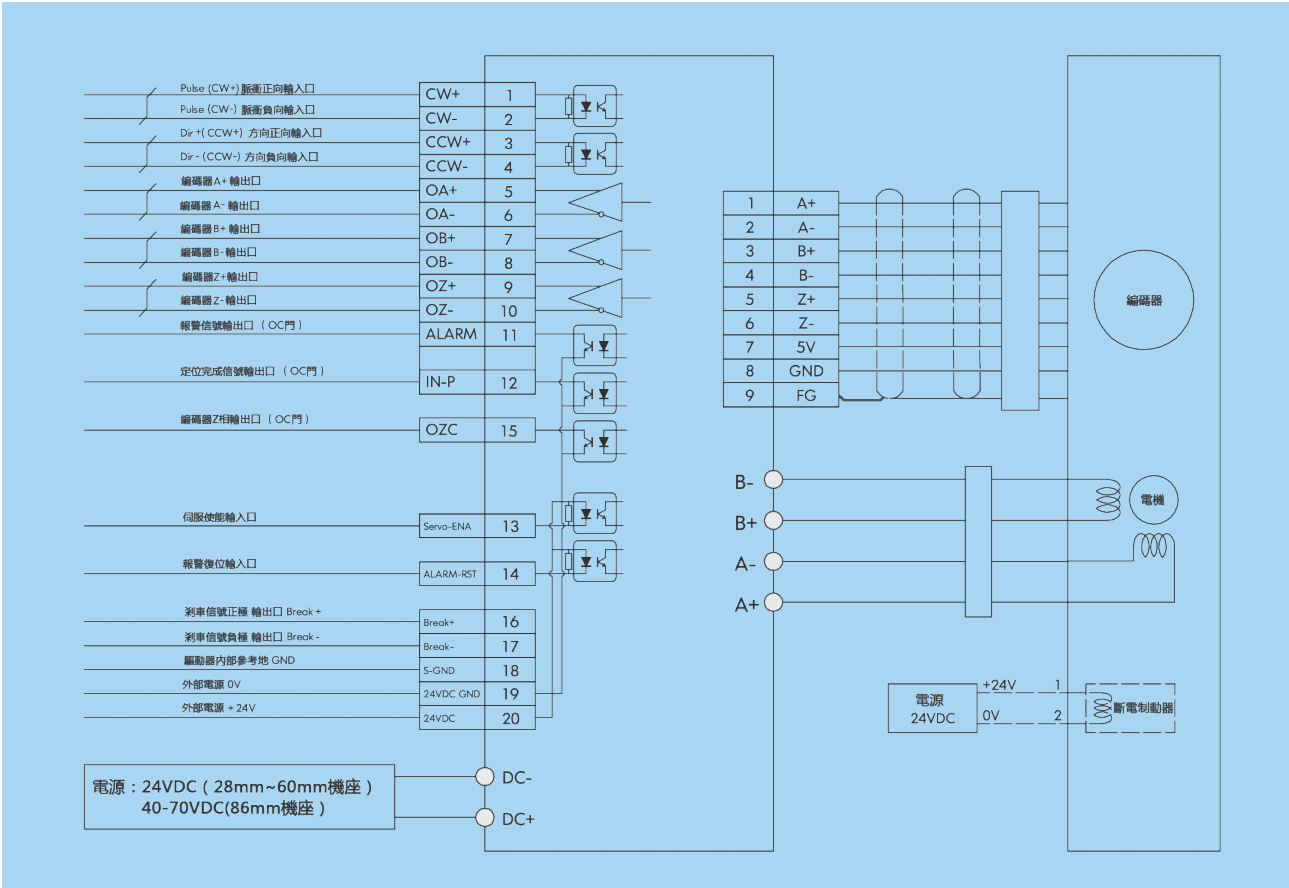 Pulse (CW+) 脈衝正向輸入口
CW+ 1
Pulse (CW-) 脈衝負向輸入口
CW- 2
Dir +( CCW+) 方向正向輸入口
CCW+ 3
Dir - (CCW-) 方向負向輸入口
CCW- 4
編碼器A+ 輸出口
OA+ 5
編碼器A- 輸出口
OA- 6
編碼器B+ 輸出口
OB+ 7
編碼器B- 輸出口
OB- 8
編碼器Z+輸出口
OZ+ 9
編碼器Z-輸出口
OZ- 10
報警信號輸出口 ( OC門 )
ALARM 11
定位完成信號輸出口 ( OC門 )
IN-P 12
編碼器Z相輸出口 ( OC門 )
OZC 15
伺服使能輸入口
Servo-ENA 13
報警復位輸入口
ALARM-RST 14
剎車信號正極 輸出口 Break +
Break+ 16
剎車信號負極 輸出口 Break -
Break- 17
驅動器內部參考地 GND
S-GND 18
外部電源 0V
24VDC GND 19
外部電源 + 24V
24VDC 20
電源：24VDC ( 28mm~60mm機座 )
40-70VDC(86mm機座 )
DC-
DC+
1 A+
2 A-
3 B+
4 B-
5 Z+
6 Z-
7 5V
8 GND
9 FG
編碼器
B-
B+
A-
A+
電機
電源
24VDC
+24V 1
0V 2
斷電制動器